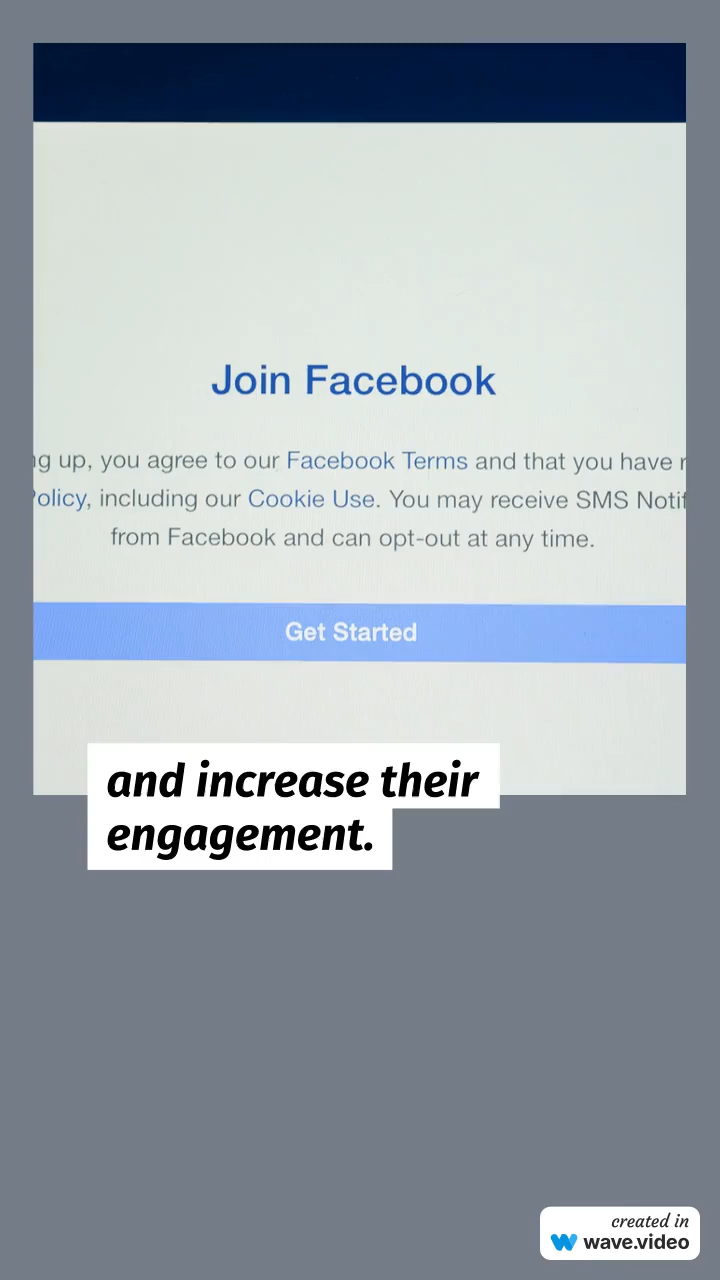 Join Facebook
up, you agree to our Facebook Terms and that you have
including our Cookie Use. You may receive SMS
from Facebook and can opt-out at any time.
Get Started
and increase their
engagement.
created in
wave.video